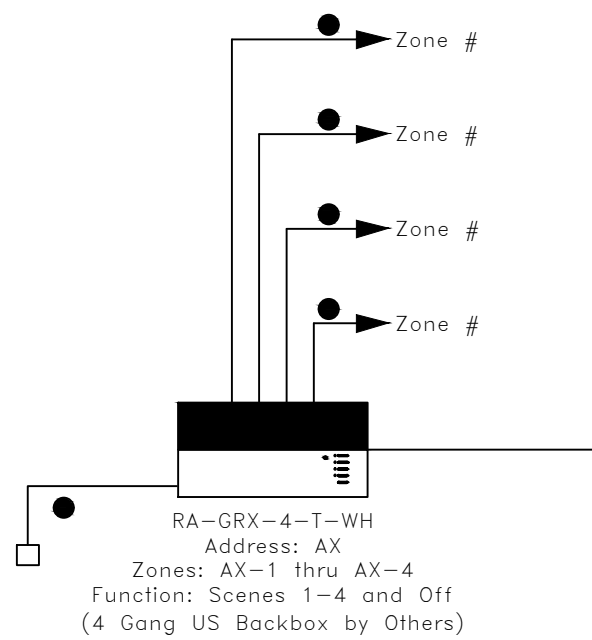 Zone #
Zone #
Zone #
Zone #
RA-GRX-4-T-WH
Address: AX
Zones: AX-1 thru AX-4
Function: Scenes 1-4 and Off
(4 Gang US Backbox by Others)